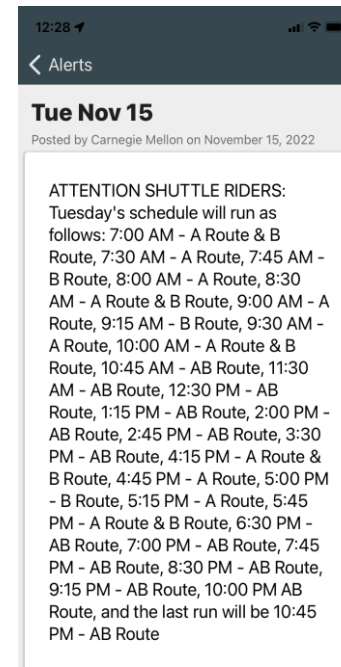 12:28
Alerts
Tue Nov 15
Posted by Carnegie Mellon on November 15, 2022
ATTENTION SHUTTLE RIDERS:
Tuesday's schedule will run as
follows: 7:00 AM - A Route & B
Route, 7:30 AM - A Route, 7:45 AM -
B Route, 8:00 AM - A Route, 8:30
AM - A Route & B Route, 9:00 AM - A
Route, 9:15 AM - B Route, 9:30 AM -
A Route, 10:00 AM - A Route & B
Route, 10:45 AM - AB Route, 11:30
AM - AB Route, 12:30 PM - AB
Route, 1:15 PM - AB Route, 2:00 PM -
AB Route, 2:45 PM - AB Route, 3:30
PM - AB Route, 4:15 PM - A Route &
B Route, 4:45 PM - A Route, 5:00 PM
- B Route, 5:15 PM - A Route, 5:45
PM - A Route & B Route, 6:30 PM -
AB Route, 7:00 PM - AB Route, 7:45
PM - AB Route, 8:30 PM - AB Route,
9:15 PM - AB Route, 10:00 PM AB
Route, and the last run will be 10:45
PM - AB Route